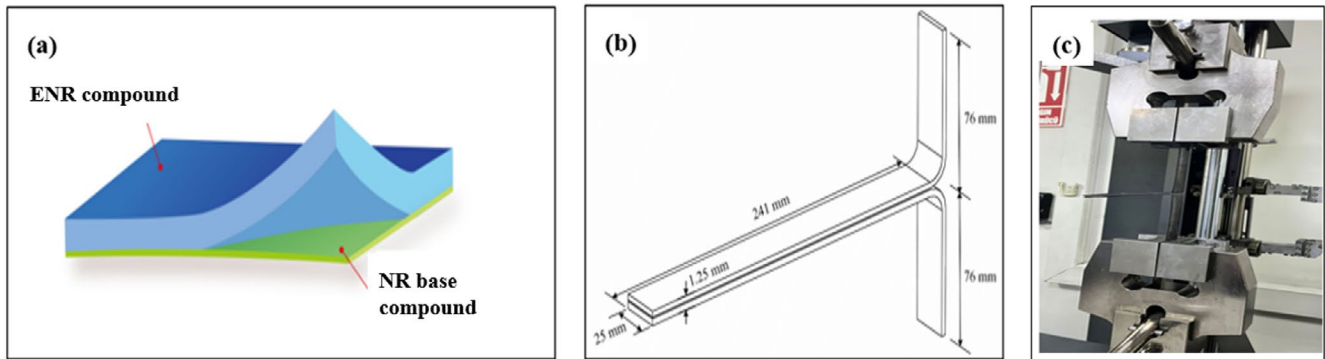 (a)
ENR compound
NR base
compound
(b)
76 mm
241 mm
1.25 mm
25 mm
76 mm
(c)